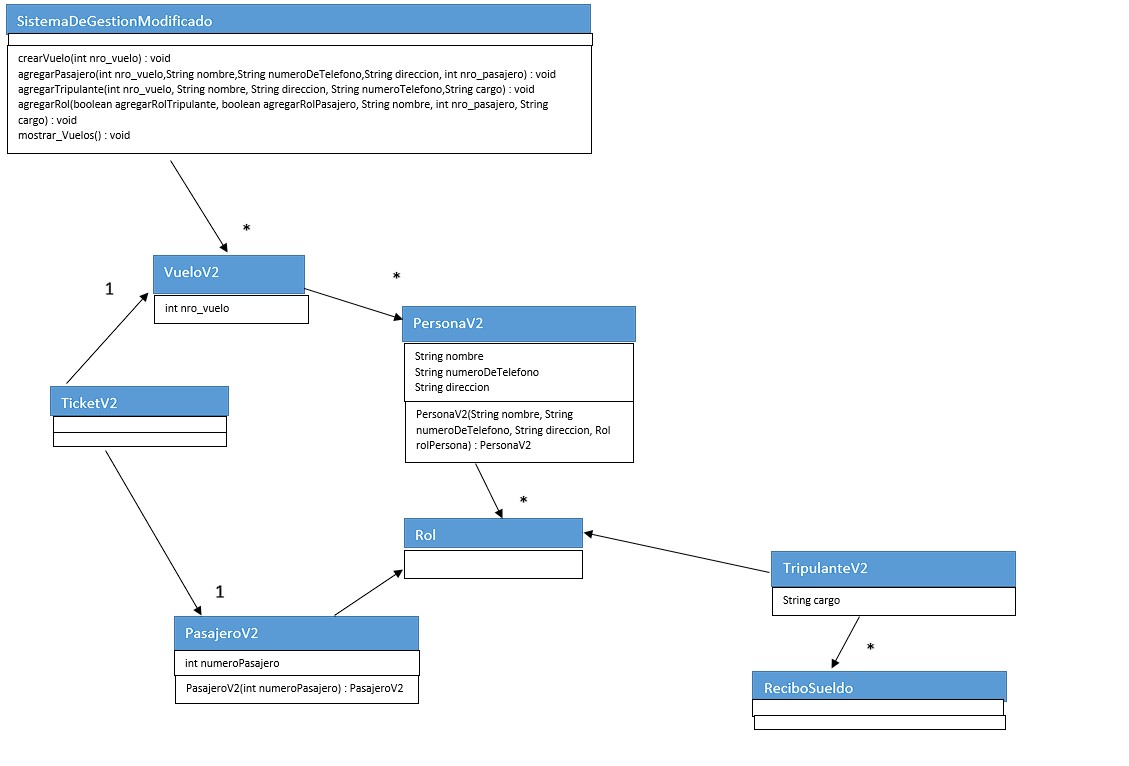 SistemaDeGestionModificado
crearVuelo(int nro_vuelo) : void
agregarPasajero(int nro_vuelo,String nombre,String numeroDeTelefono,String direccion, int nro_pasajero) : void
agregarTripulante(int nro_vuelo, String nombre, String direccion, String numeroTelefono,String cargo) : void
agregarRol(boolean agregarRolTripulante, boolean agregarRolPasajero, String nombre, int nro_pasajero, String
cargo) : void
mostrar_Vuelos() : void
*
VueloV2
int nro_vuelo
1
*
PersonaV2
String nombre
String numeroDeTelefono
String direccion
PersonaV2(String nombre, String
numeroDeTelefono, String direccion, Rol
rolPersona) : PersonaV2
TicketV2
*
Rol
TripulanteV2
String cargo
1
PasajeroV2
int numeroPasajero
PasajeroV2(int numeroPasajero) : PasajeroV2
*
ReciboSueldo